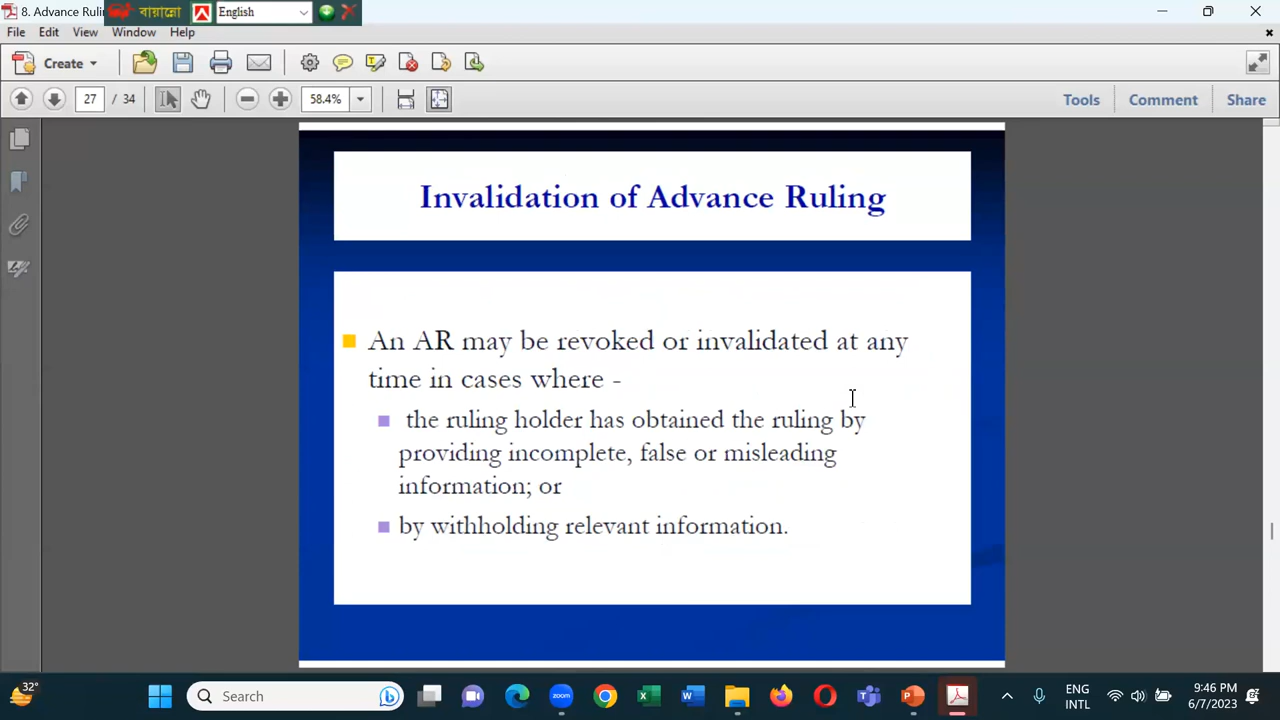 8. Advance Rulin
বায়ান্নো
English
File Edit View Window Help
Create
27 / 34
58.4%
Tools Comment Share
Invalidation of Advance Ruling
An AR may be revoked or invalidated at any
time in cases where -
the ruling holder has obtained the ruling by
providing incomplete, false or misleading
information; or
by withholding relevant information.
32°
Search
zoom
ENG
INTL
9:46 PM
6/7/2023